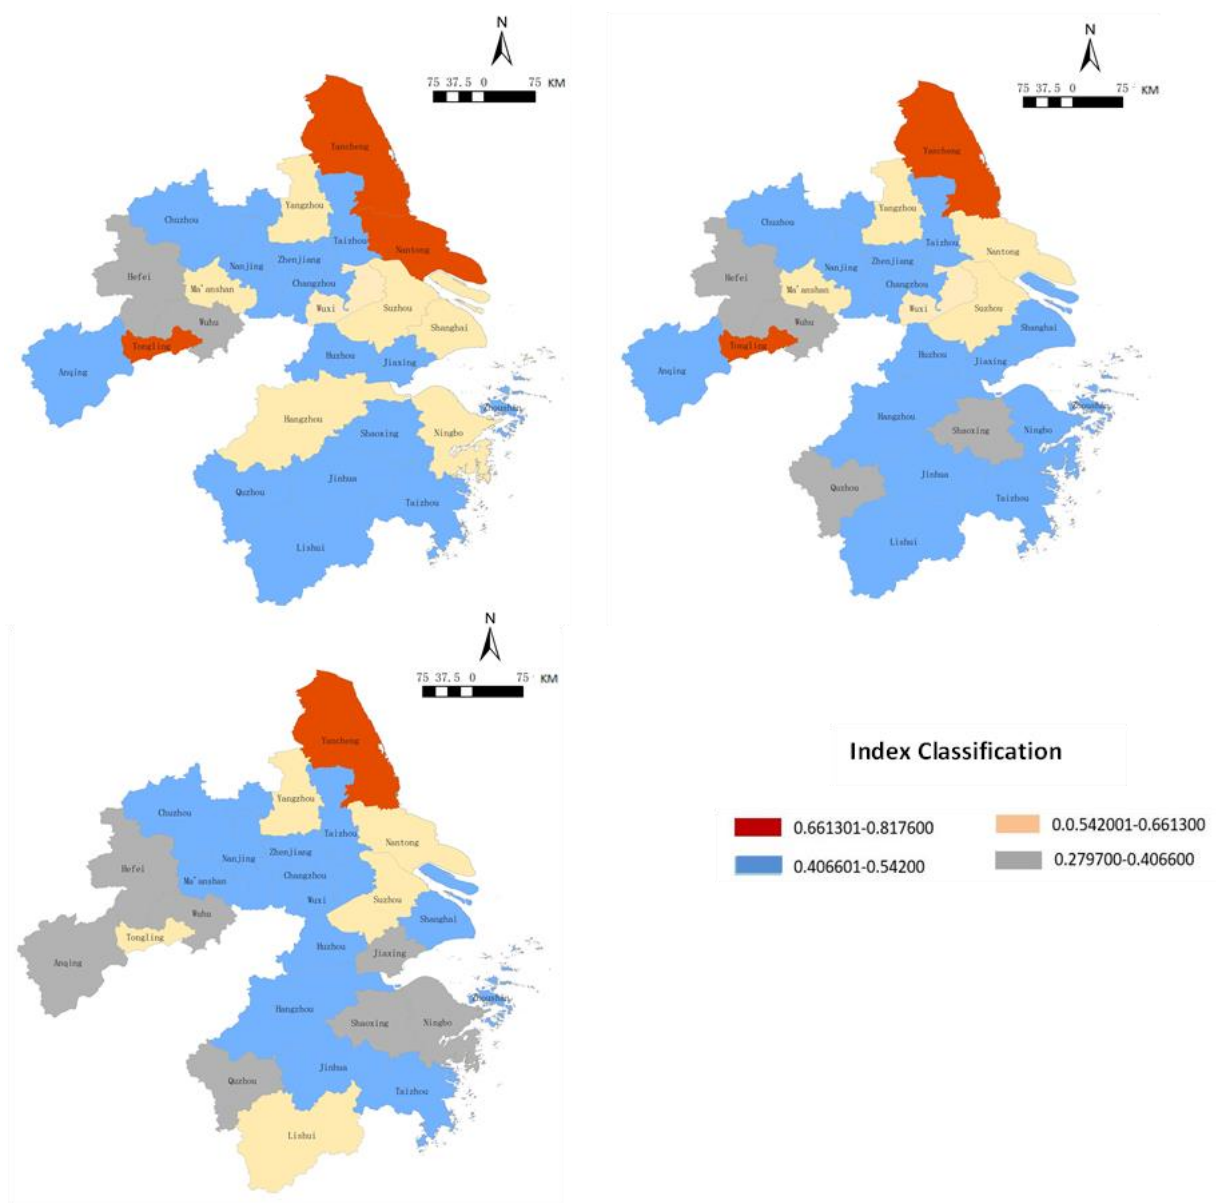 N
75 37.5 0 75 KM
Yancheng
Yangzhou
Chuzhou
Taizhou
Nantong
Nanjing
Zhenjiang
Hefei
Changzhou
Ma'anshan
Wuxi
Suzhou
Wuhu
Shanghai
Tongling
Huzhou
Jiaxing
Anqing
Zhoushan
Hangzhou
Shaoxing
Ningbo
Jinhua
Quzhou
Taizhou
Lishui
N
75 37.5 0 75 KM
Yancheng
Yangzhou
Chuzhou
Taizhou
Nantong
Nanjing
Zhenjiang
Hefei
Changzhou
Ma'anshan
Wuxi
Suzhou
Wuhu
Shanghai
Tongling
Huzhou
Jiaxing
Anqing
Zhoushan
Hangzhou
Shaoxing
Ningbo
Jinhua
Quzhou
Taizhou
Lishui
N
75 37.5 0 75 KM
Yancheng
Yangzhou
Chuzhou
Taizhou
Nantong
Nanjing
Zhenjiang
Hefei
Changzhou
Ma'anshan
Wuxi
Suzhou
Wuhu
Shanghai
Tongling
Huzhou
Jiaxing
Anqing
Zhoushan
Hangzhou
Shaoxing
Ningbo
Jinhua
Quzhou
Taizhou
Lishui
Index Classification
0.661301-0.817600
0.0.542001-0.661300
0.406601-0.54200
0.279700-0.406600